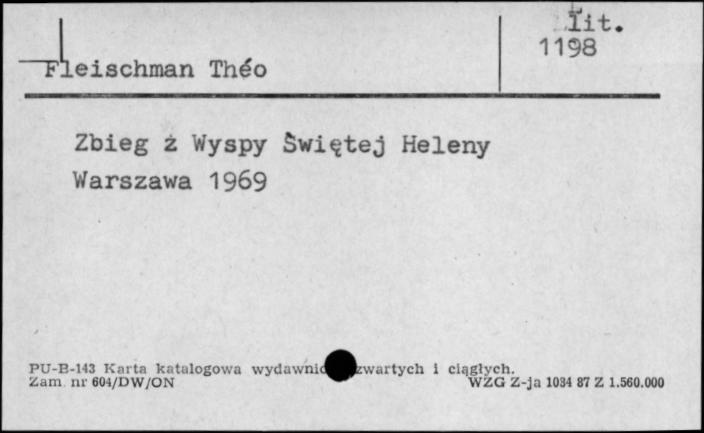 Lit.
1198
Fleischman Théo
Zbieg z Wyspy Świętej Heleny
Warszawa 1969
PU-B-143 Karta katalogowa wydawnic zwartych i ciągłych.
Zam. nr 604/DW/ON WZG Z-ja 1034 87 Z 1.560.000